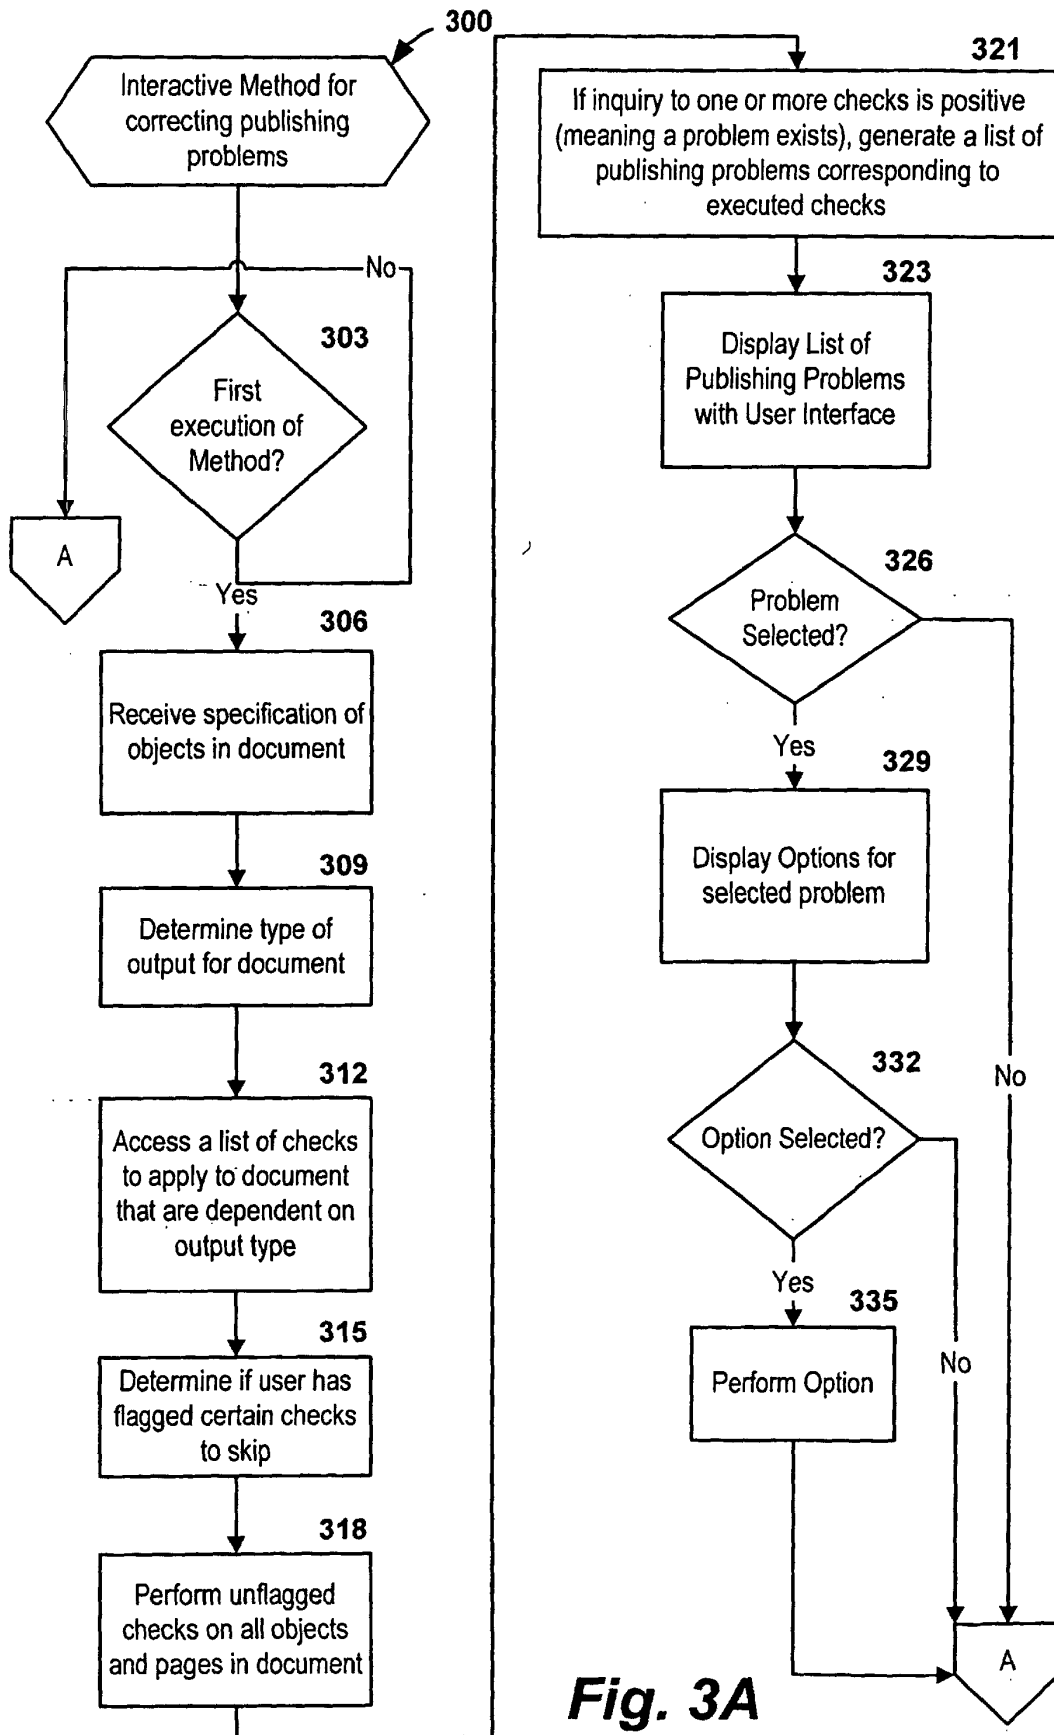 300
Interactive Method for
correcting publishing
problems
No
303
First
execution of
Method?
A
Yes
306
Receive specification of
objects in document
309
Determine type of
output for document
312
Access a list of checks
to apply to document
that are dependent on
output type
315
Determine if user has
flagged certain checks
to skip
318
Perform unflagged
checks on all objects
and pages in document
321
If inquiry to one or more checks is positive
(meaning a problem exists), generate a list of
publishing problems corresponding to
executed checks
323
Display List of
Publishing Problems
with User Interface
326
Problem
Selected?
Yes
329
Display Options for
selected problem
332
Option Selected?
No
Yes
335
Perform Option
No
A
Fig. 3A